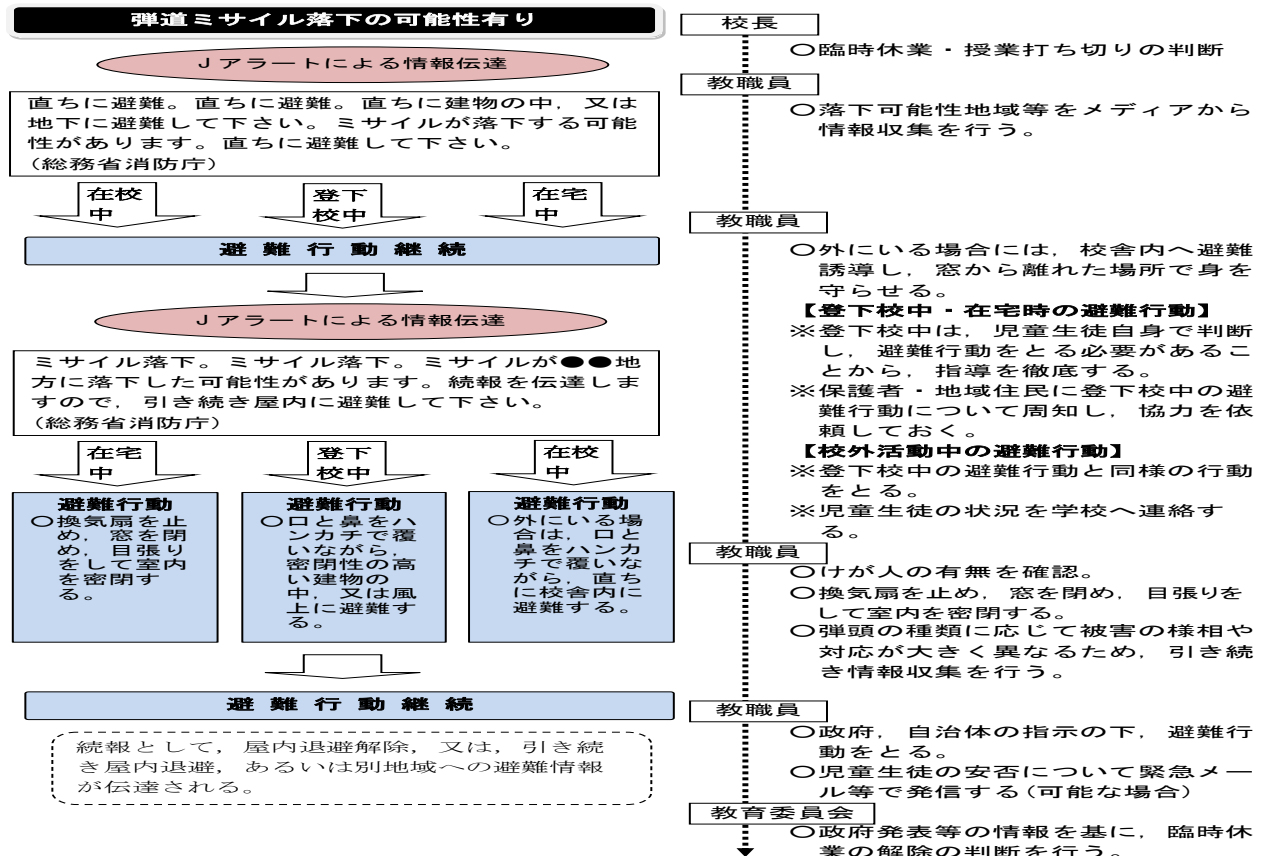 弾道ミサイル落下の可能性有り
Jアラートによる情報伝達
直ちに避難。直ちに避難。直ちに建物の中，又は
地下に避難して下さい。ミサイルが落下する可能
性があります。直ちに避難して下さい。
(総務省消防庁)
在校
中
登下
校中
在宅
中
避難行動継続
Jアラートによる情報伝達
ミサイル落下。ミサイル落下。ミサイルが●●地
方に落下した可能性があります。続報を伝達しま
すので，引き続き屋内に避難して下さい。
(総務省消防庁)
在宅
中
登下
校中
在校
中
避難行動
○換気扇を止
め，窓を閉
め，目張り
をして室内
を密閉す
る。
避難行動
○口と鼻をハ
ンカチで覆
いながら，
密閉性の高
い建物の
中，又は風
上に避難す
る。
避難行動
○外にいる場
合は，口と
鼻をハンカ
チで覆いな
がら，直ち
に校舎内に
避難する。
避難行動継続
続報として，屋内退避解除，又は，引き続
き屋内退避，あるいは別地域への避難情報
が伝達される。
校長
○臨時休業・授業打ち切りの判断
教職員
○落下可能性地域等をメディアから
情報収集を行う。
教職員
○外にいる場合には，校舎内へ避難
誘導し，窓から離れた場所で身を
守らせる。
【登下校中・在宅時の避難行動】
※登下校中は，児童生徒自身で判断
し，避難行動をとる必要があるこ
とから，指導を徹底する。
※保護者・地域住民に登下校中の避
難行動について周知し，協力を依
頼しておく。
【校外活動中の避難行動】
※登下校中の避難行動と同様の行動
をとる。
※児童生徒の状況を学校へ連絡す
る。
教職員
○けが人の有無を確認。
○換気扇を止め，窓を閉め，目張りを
して室内を密閉する。
○弾頭の種類に応じて被害の様相や
対応が大きく異なるため，引き続
き情報収集を行う。
教職員
○政府，自治体の指示の下，避難行
動をとる。
○児童生徒の安否について緊急メー
ル等で発信する(可能な場合)
教育委員会
○政府発表等の情報を基に，臨時休
業の解除の判断を行う。